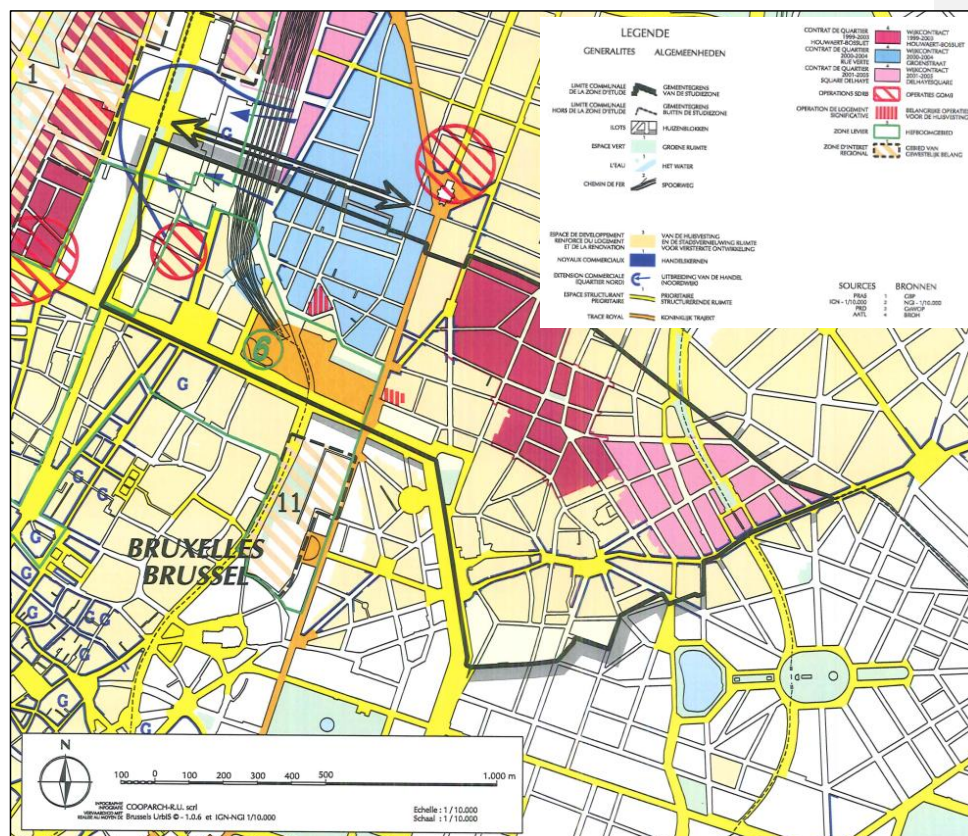 LEGENDE
GENERALITES ALGEMEENHEDEN
LIMITE COMMUNALE
DE LA ZONE D'ETUDE
GEMEENTEGRENS
VAN DE STUDIEZONE
LIMITE COMMUNALE
HORS DE LA ZONE D'ETUDE
GEMEENTEGRENS
BUITEN DE STUDIEZONE
ILOTS
HUIZENBLOKKEN
ESPACE VERT
GROENE RUIMTE
L'EAU
HET WATER
CHEMIN DE FER
SPOORWEG
ESPACE DE DEVELOPPEMENT
RENFORCE DU LOGEMENT
ET DE LA RENOVATION
VAN DE HUISVESTING
EN DE STADSVERNIEUWING RUIMTE
VOOR VERSTERKTE ONTWIKKELING
NOYAUX COMMERCIAUX
HANDELSKERNEN
EXTENSION COMMERCIALE
(QUARTIER NORD)
UITBREIDING VAN DE HANDEL
(NOORDWIJK)
ESPACE STRUCTURANT
PRIORITAIRE
PRIORITAIRE
STRUCTURERENDE RUIMTE
TRACE ROYAL
KONINKLIJK TRAJEKT
CONTRAT DE QUARTIER
1999-2003
HOUWAERT-BOSSUET
WIJKCONTRACT
1999-2003
HOUWAERT-BOSSUET
CONTRAT DE QUARTIER
2000-2004
RUE VERTE
WIJKCONTRACT
2000-2004
GROENSTRAAT
CONTRAT DE QUARTIER
2001-2005
SQUARE DELHAYE
WIJKCONTRACT
DELHAYESQUARE
OPERATIONS SDRB
OPERATIES GOMB
OPERATION DE LOGEMENT
SIGNIFICATIVE
BELANGRIJKE OPERATIES
VOOR DE HUISVESTING
ZONE LEVIER
HEFBOOMGEBIED
ZONE D'INTERET
REGIONAL
GEBIED VAN
GEWESTELIJK BELANG
SOURCES BRONNEN
PRAS 1 GBP
IGN - 1/10.000 2 NGI - 1/10.000
PRD 3 GEWOP
AATL 4 BROH
1
G
G
6
G
11
BRUXELLES
BRUSSEL
G
G
G
G
G
G
G
G
G
N
100 0 100 200 300 400 500 1.000 m
COOPARCH-R.U. scrl
Brussels UrbIS © - 1.0.6 et IGN-NGI 1/10.000
Echelle : 1 / 10.000
Schaal : 1 / 10.000